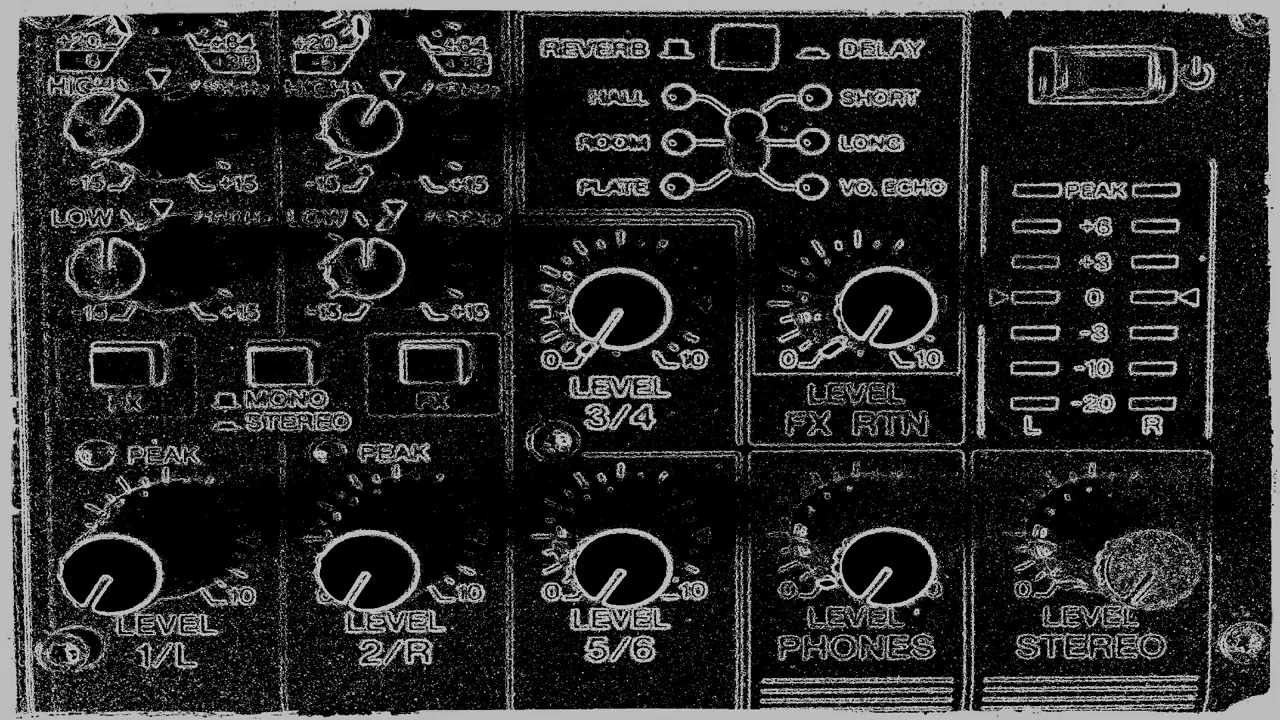 +20 +20
-15 +15 -15 +15
HIGH HIGH
LOW LOW
15 +15 -15 +15
FX FX
MONO
STEREO
PEAK PEAK
10 10
LEVEL LEVEL
1/L 2/R
REVERB DELAY
HALL SHORT
ROOM LONG
PLATE VO. ECHO
0 10
LEVEL
3/4
0 10
LEVEL
FX RTN
PEAK
+6
+3
0
-3
-10
-20
L R
0 10
LEVEL
5/6
0
LEVEL
PHONES
0
LEVEL
STEREO